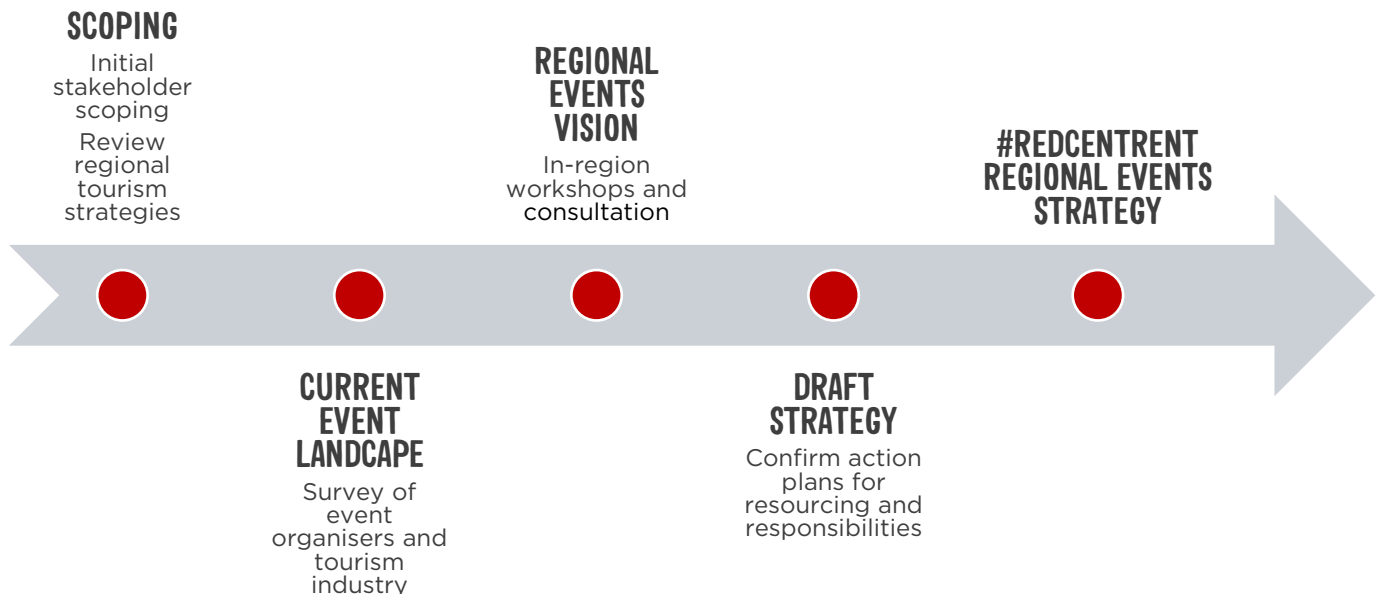 SCOPING
Initial
stakeholder
scoping
Review
regional
tourism
strategies
CURRENT
EVENT
LANDCAPE
Survey of
event
organisers and
tourism
industry
REGIONAL
EVENTS
VISION
In-region
workshops and
consultation
DRAFT
STRATEGY
Confirm action
plans for
resourcing and
responsibilities
#REDCENTRENT
REGIONAL EVENTS
STRATEGY